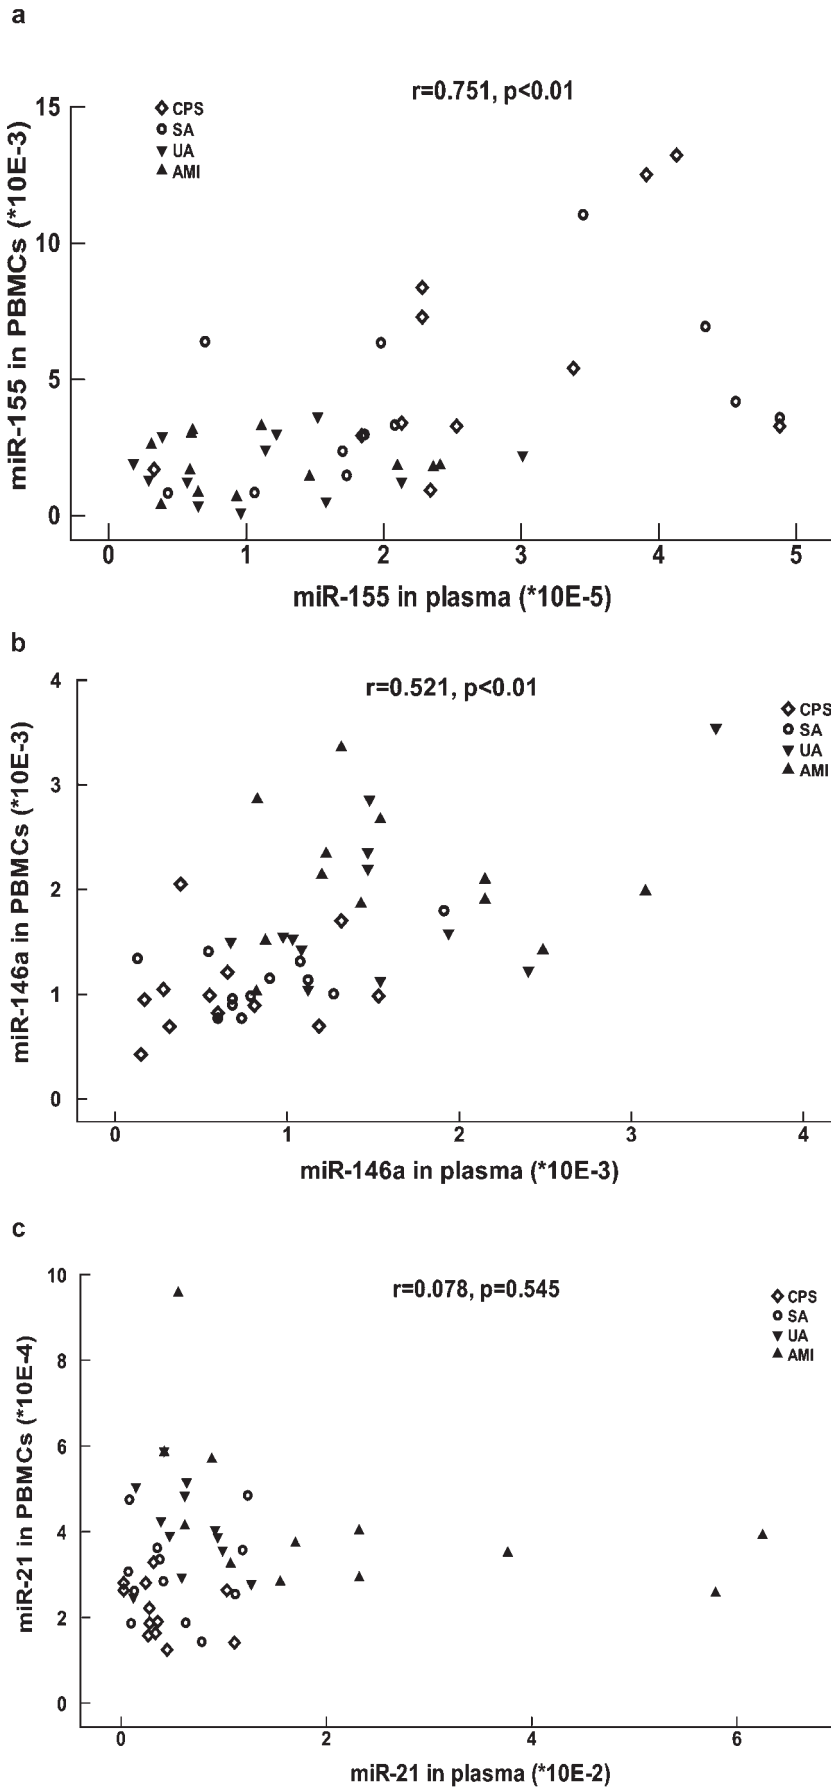 a
r=0.751, p<0.01
CPS
SA
UA
AMI
miR-155 in PBMCs (*10E-3)
15
10
5
0
0 1 2 3 4 5
miR-155 in plasma (*10E-5)
b
r=0.521, p<0.01
CPS
SA
UA
AMI
miR-146a in PBMCs (*10E-3)
4
3
2
1
0
0 1 2 3 4
miR-146a in plasma (*10E-3)
c
r=0.078, p=0.545
CPS
SA
UA
AMI
miR-21 in PBMCs (*10E-4)
10
8
6
4
2
0
0 2 4 6
miR-21 in plasma (*10E-2)